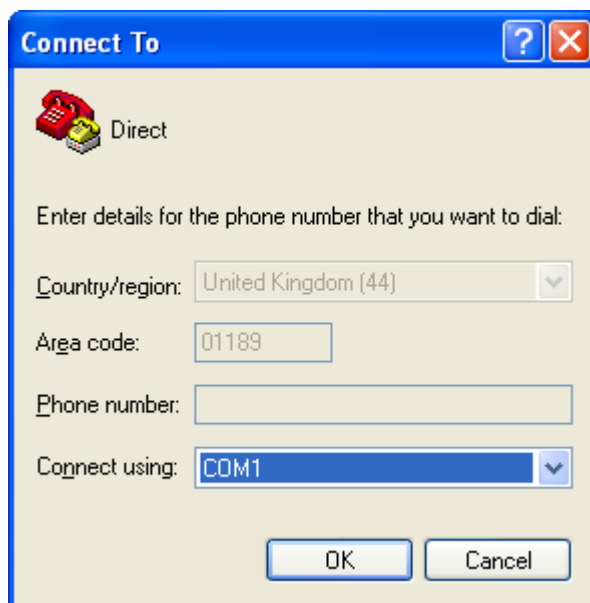 Connect To
Direct
Enter details for the phone number that you want to dial:
Country/region: United Kingdom (44)
Area code: 01189
Phone number:
Connect using: COM1
OK Cancel